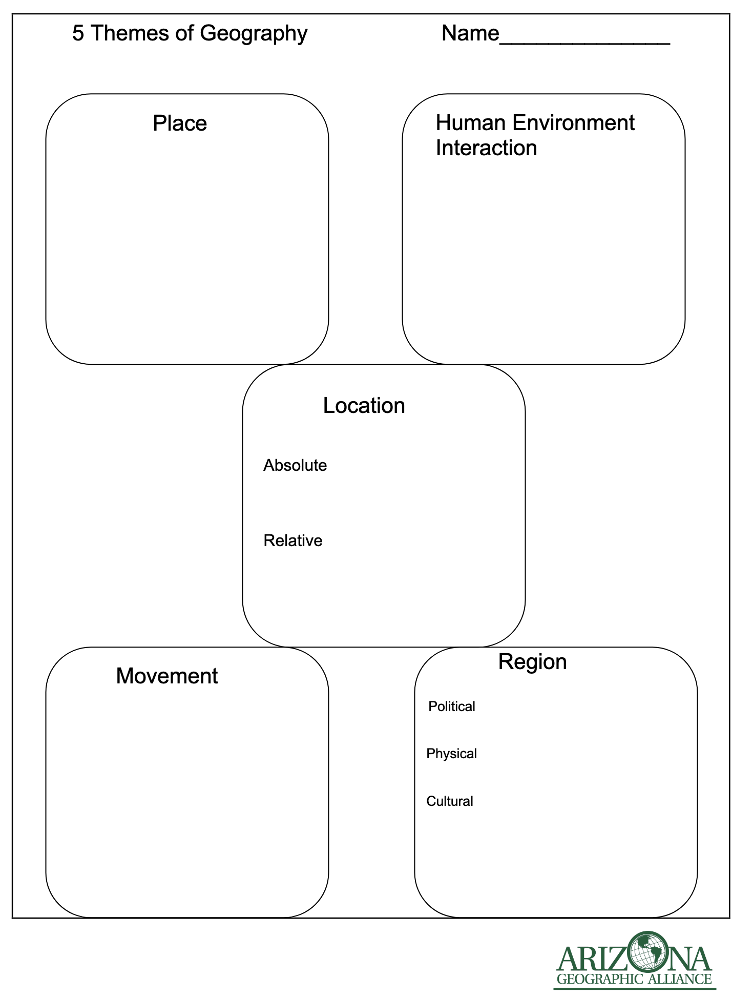 5 Themes of Geography
Name______________
Place
Human Environment
Interaction
Location
Absolute
Relative
Movement
Region
Political
Physical
Cultural
ARIZONA
GEOGRAPHIC ALLIANCE